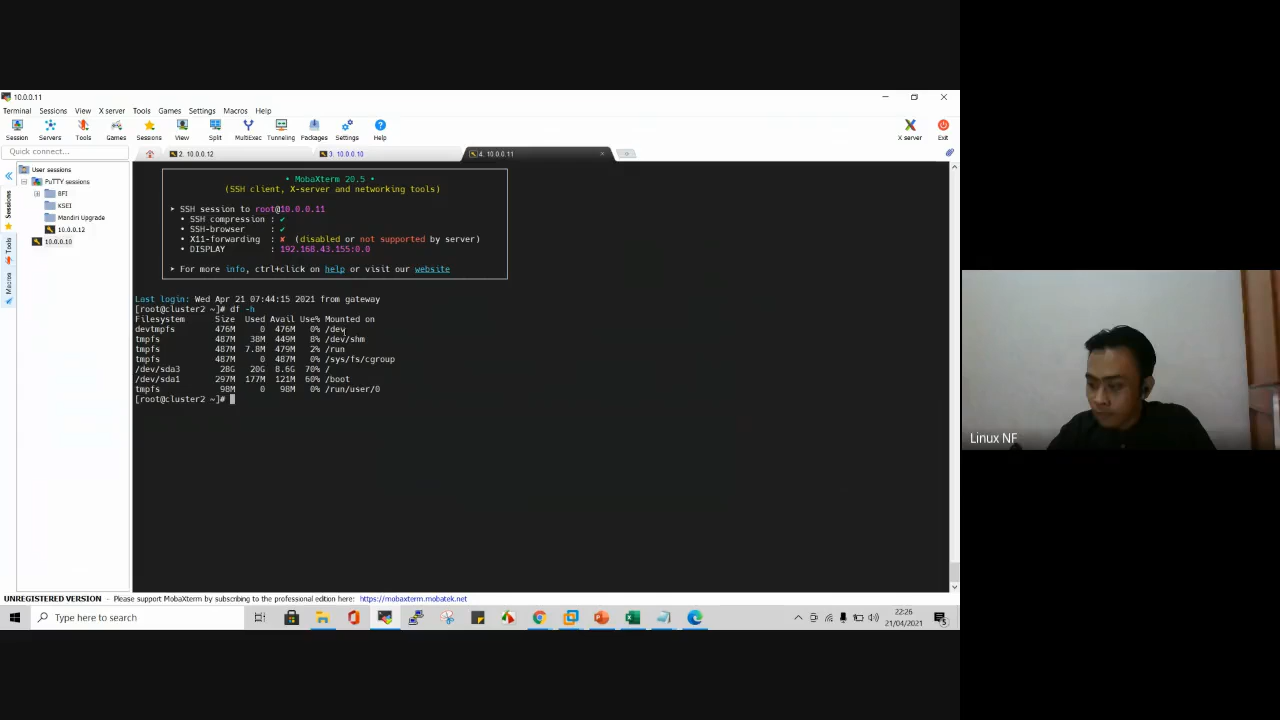 10.0.0.11
Terminal Sessions View X server Tools Games Settings Macros Help
Session Servers Tools Games Sessions View Split MultiExec Tunneling Packages Settings Help X server Exit
Quick connect...
2. 10.0.0.12
3. 10.0.0.10
4. 10.0.0.11
User sessions
PuTTY sessions
BFI
KSEI
Mandiri Upgrade
10.0.0.12
10.0.0.10
Sessions
Tools
Macros
• MobaXterm 20.5 •
(SSH client, X-server and networking tools)
➤ SSH session to root@10.0.0.11
• SSH compression : ✔
• SSH-browser : ✔
• X11-forwarding : ✘ (disabled or not supported by server)
• DISPLAY : 192.168.43.155:0.0
➤ For more info, ctrl+click on help or visit our website
Last login: Wed Apr 21 07:44:15 2021 from gateway
[root@cluster2 ~]# df -h
Filesystem Size Used Avail Use% Mounted on
devtmpfs 476M 0 476M 0% /dev
tmpfs 487M 38M 449M 8% /dev/shm
tmpfs 487M 7.8M 479M 2% /run
tmpfs 487M 0 487M 0% /sys/fs/cgroup
/dev/sda3 28G 20G 8.6G 70% /
/dev/sda1 297M 177M 121M 60% /boot
tmpfs 98M 0 98M 0% /run/user/0
[root@cluster2 ~]#
Linux NF
UNREGISTERED VERSION - Please support MobaXterm by subscribing to the professional edition here: https://mobaxterm.mobatek.net
Type here to search
22:26
21/04/2021